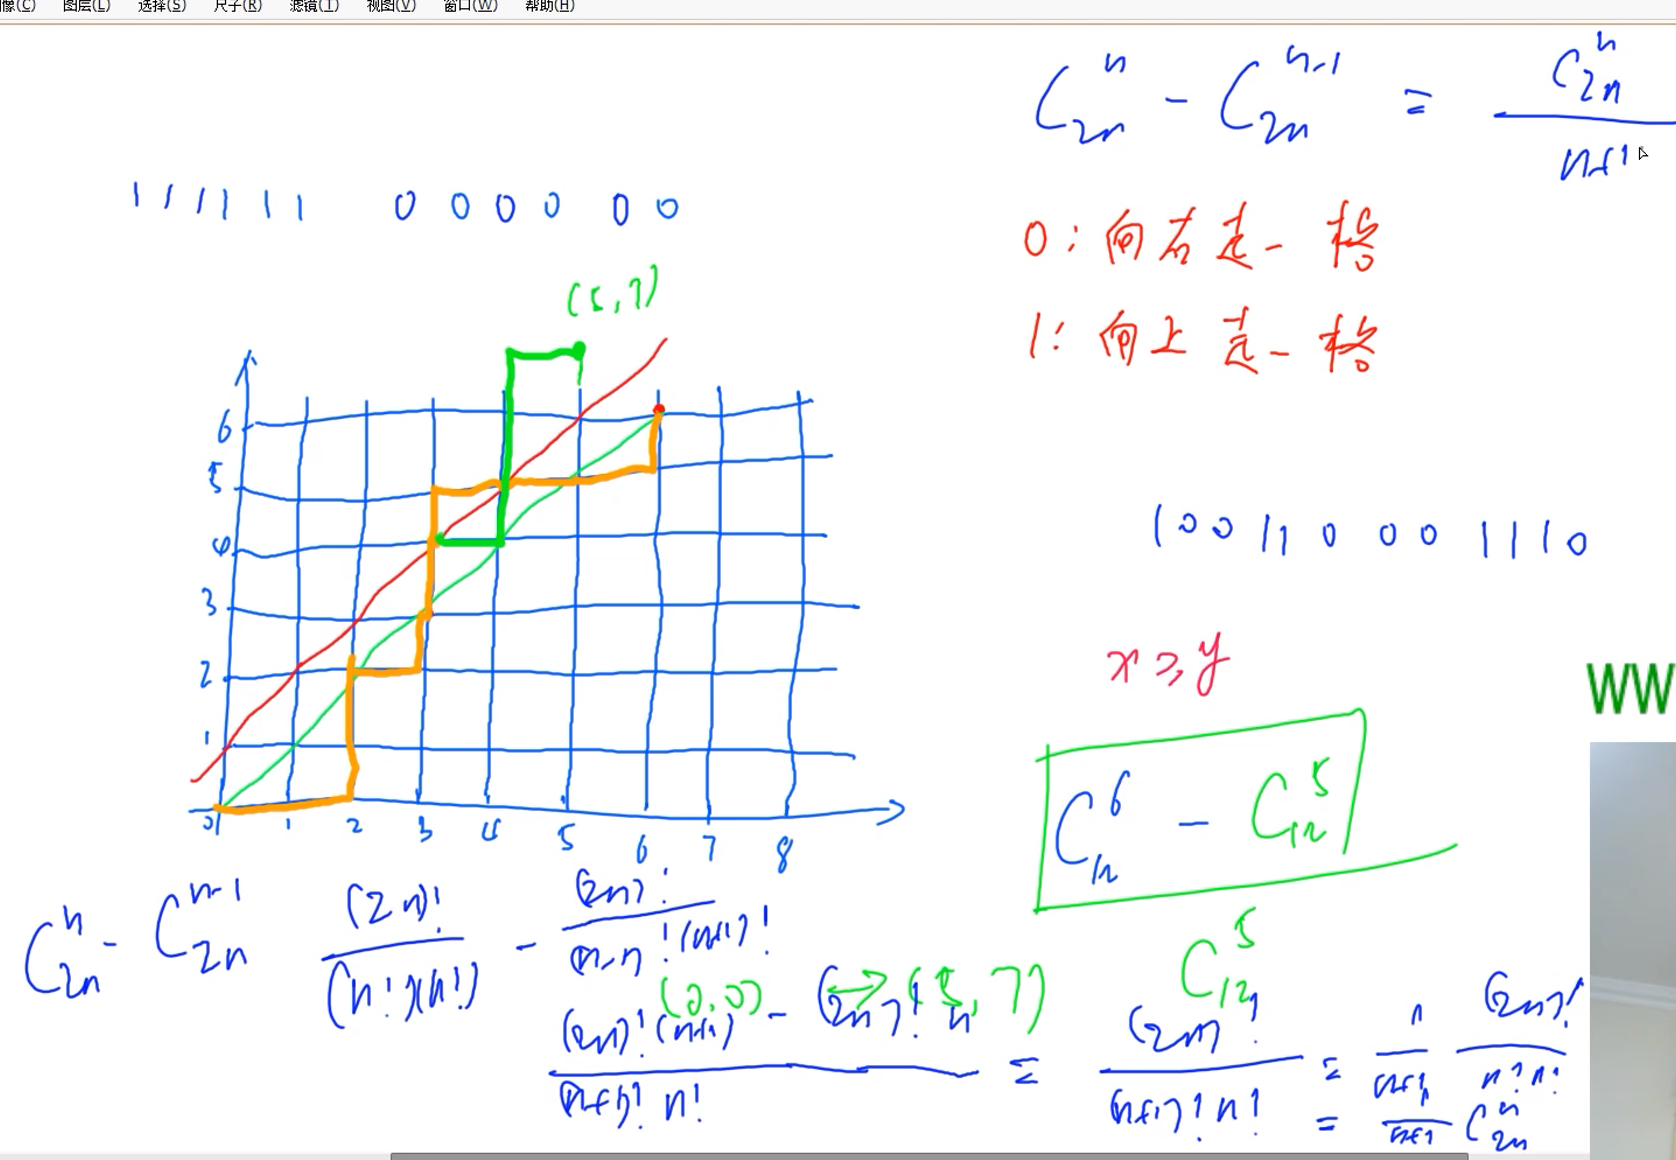 像(C) 图层(L) 选择(S) 尺子(R) 滤镜(T) 视图(V) 窗口(W) 帮助(H)
C_{2n}^{n} - C_{2n}^{n-1} = \frac{C_{2n}^{n}}{n+1}
1 1 1 1 1 1 0 0 0 0 0 0
0: 向右走一格
1: 向上走一格
(5,7)
6
5
4
3
2
1
0 1 2 3 4 5 6 7 8
1 0 0 1 1 0 0 0 1 1 1 0
x ≥ y
WW
C_{12}^{6} - C_{12}^{5}
C_{12}^{5}
(0,0) → (5,7)
C_{2n}^{n} - C_{2n}^{n-1} \frac{(2n)!}{(n!)(n!)} - \frac{(2n)!}{(n-1)!(n+1)!}
\frac{(2n)!(n+1) - (2n)! n}{(n+1)! n!} = \frac{(2n)!}{(n+1)! n!} = \frac{1}{n+1} \frac{(2n)!}{n! n!}
= \frac{1}{n+1} C_{2n}^{n}